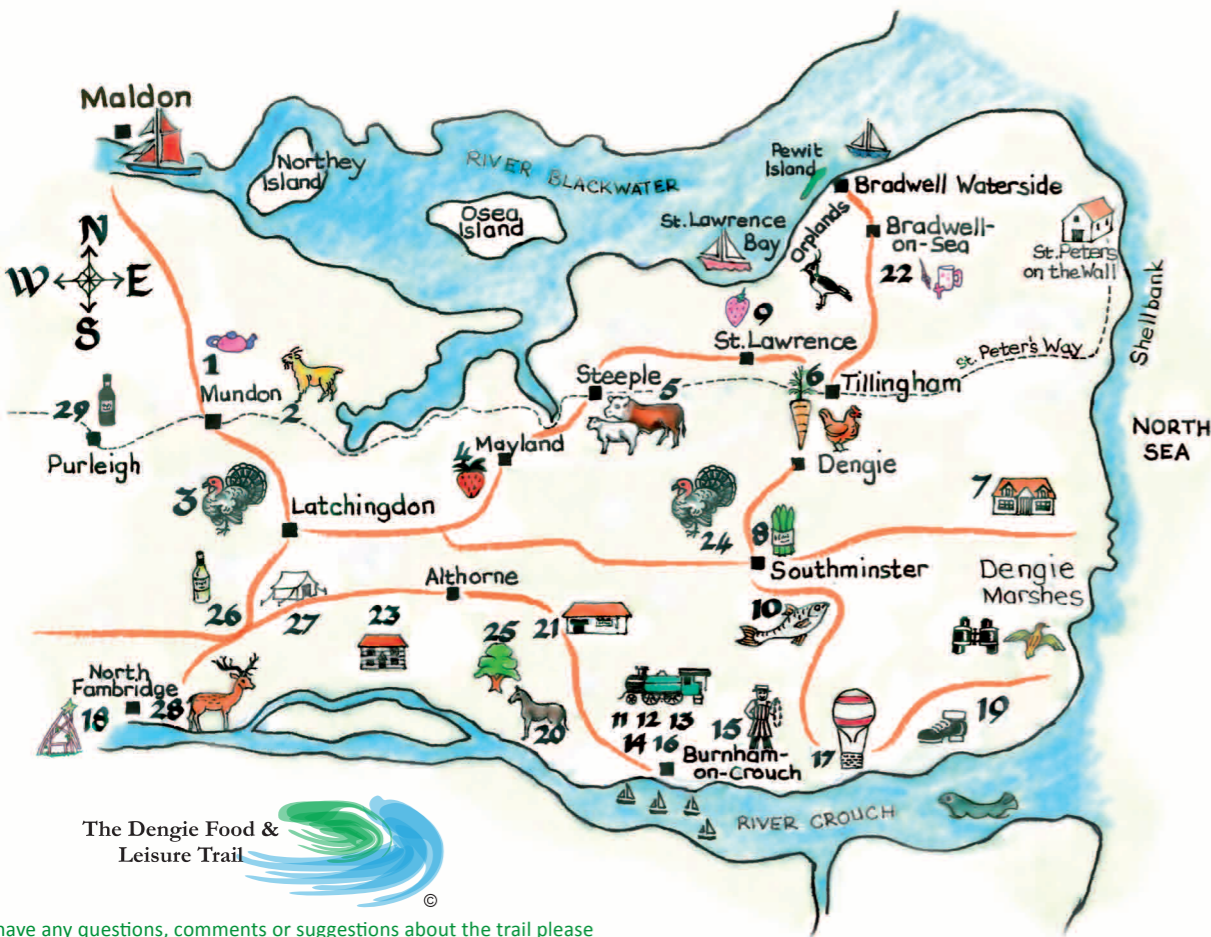 Maldon
Northey
Island
RIVER BLACKWATER
Osea
Island
Pewit
Island
Bradwell Waterside
St. Lawrence
Bay
Orplands
Bradwell-
on-Sea
22
St. Peters
on the Wall
Shellbank
N
W E
S
9
St. Lawrence
St. Peter's Way
1
Mundon
2
Steeple
5
6
Tillingham
29
Purleigh
NORTH
SEA
4
Mayland
Dengie
3
Latchingdon
24
8
7
Southminster
Dengie
Marshes
26
27
Althorne
23
25
21
10
North
Fambridge
18
28
20
11 12 13
14 16
15
Burnham-
on-Crouch
17
19
RIVER CROUCH
The Dengie Food &
Leisure Trail
©
have any questions, comments or suggestions about the trail please